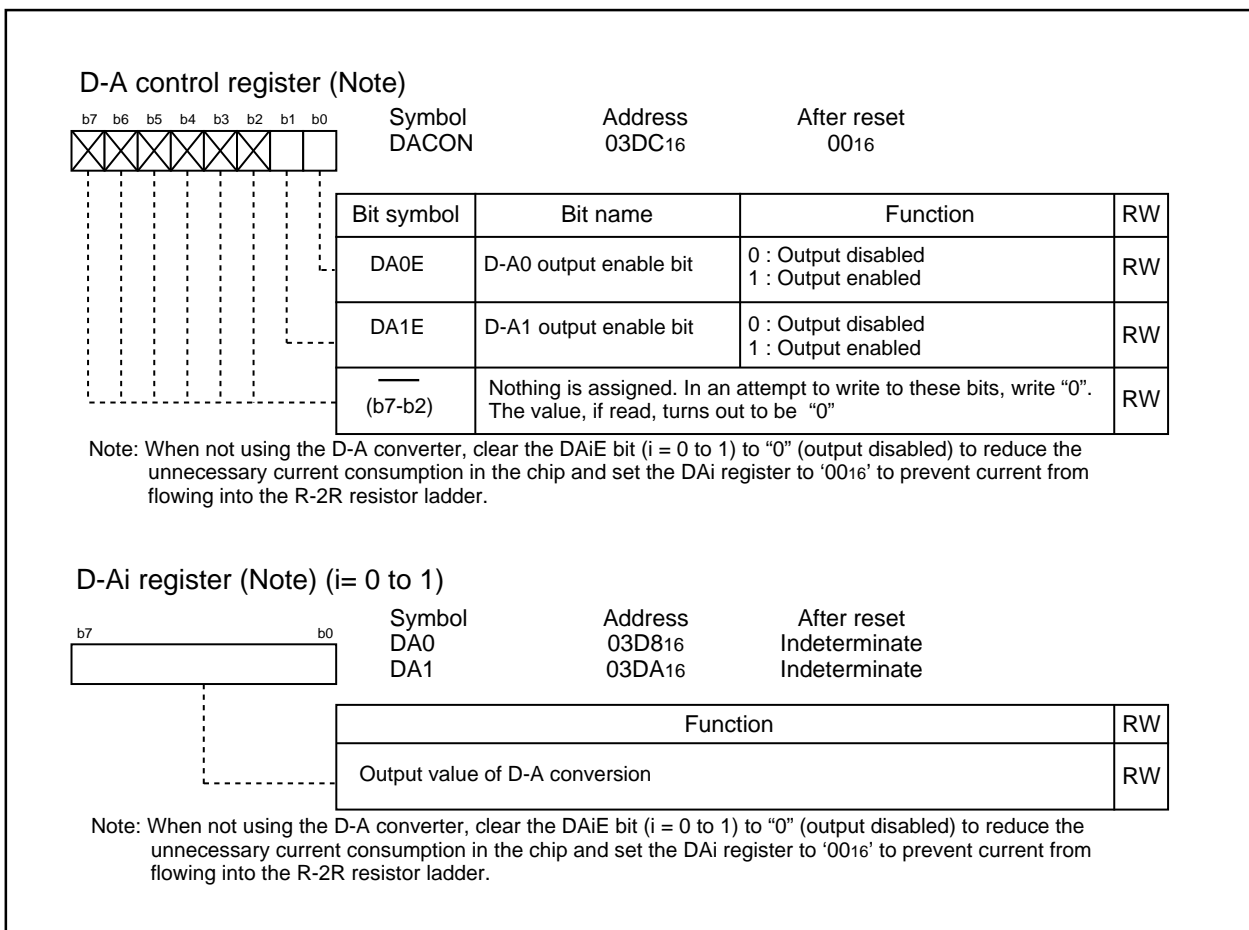 D-A control register (Note)
Symbol Address After reset
b7 b6 b5 b4 b3 b2 b1 b0
DACON 03DC16 0016
Bit symbol Bit name Function RW
DA0E D-A0 output enable bit 0 : Output disabled RW
1 : Output enabled
DA1E D-A1 output enable bit 0 : Output disabled RW
1 : Output enabled
(b7-b2) Nothing is assigned. In an attempt to write to these bits, write “0”. RW
The value, if read, turns out to be “0”
Note: When not using the D-A converter, clear the DAiE bit (i = 0 to 1) to “0” (output disabled) to reduce the
unnecessary current consumption in the chip and set the DAi register to ‘0016’ to prevent current from
flowing into the R-2R resistor ladder.
D-Ai register (Note) (i= 0 to 1)
Symbol Address After reset
b7 b0
DA0 03D816 Indeterminate
DA1 03DA16 Indeterminate
Function RW
Output value of D-A conversion RW
Note: When not using the D-A converter, clear the DAiE bit (i = 0 to 1) to “0” (output disabled) to reduce the
unnecessary current consumption in the chip and set the DAi register to ‘0016’ to prevent current from
flowing into the R-2R resistor ladder.